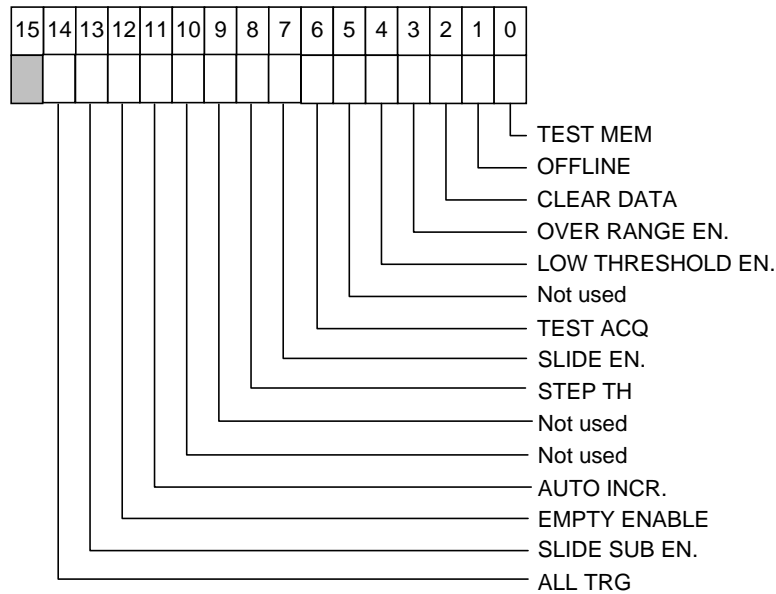 15 14 13 12 11 10 9 8 7 6 5 4 3 2 1 0
TEST MEM
OFFLINE
CLEAR DATA
OVER RANGE EN.
LOW THRESHOLD EN.
Not used
TEST ACQ
SLIDE EN.
STEP TH
Not used
Not used
AUTO INCR.
EMPTY ENABLE
SLIDE SUB EN.
ALL TRG